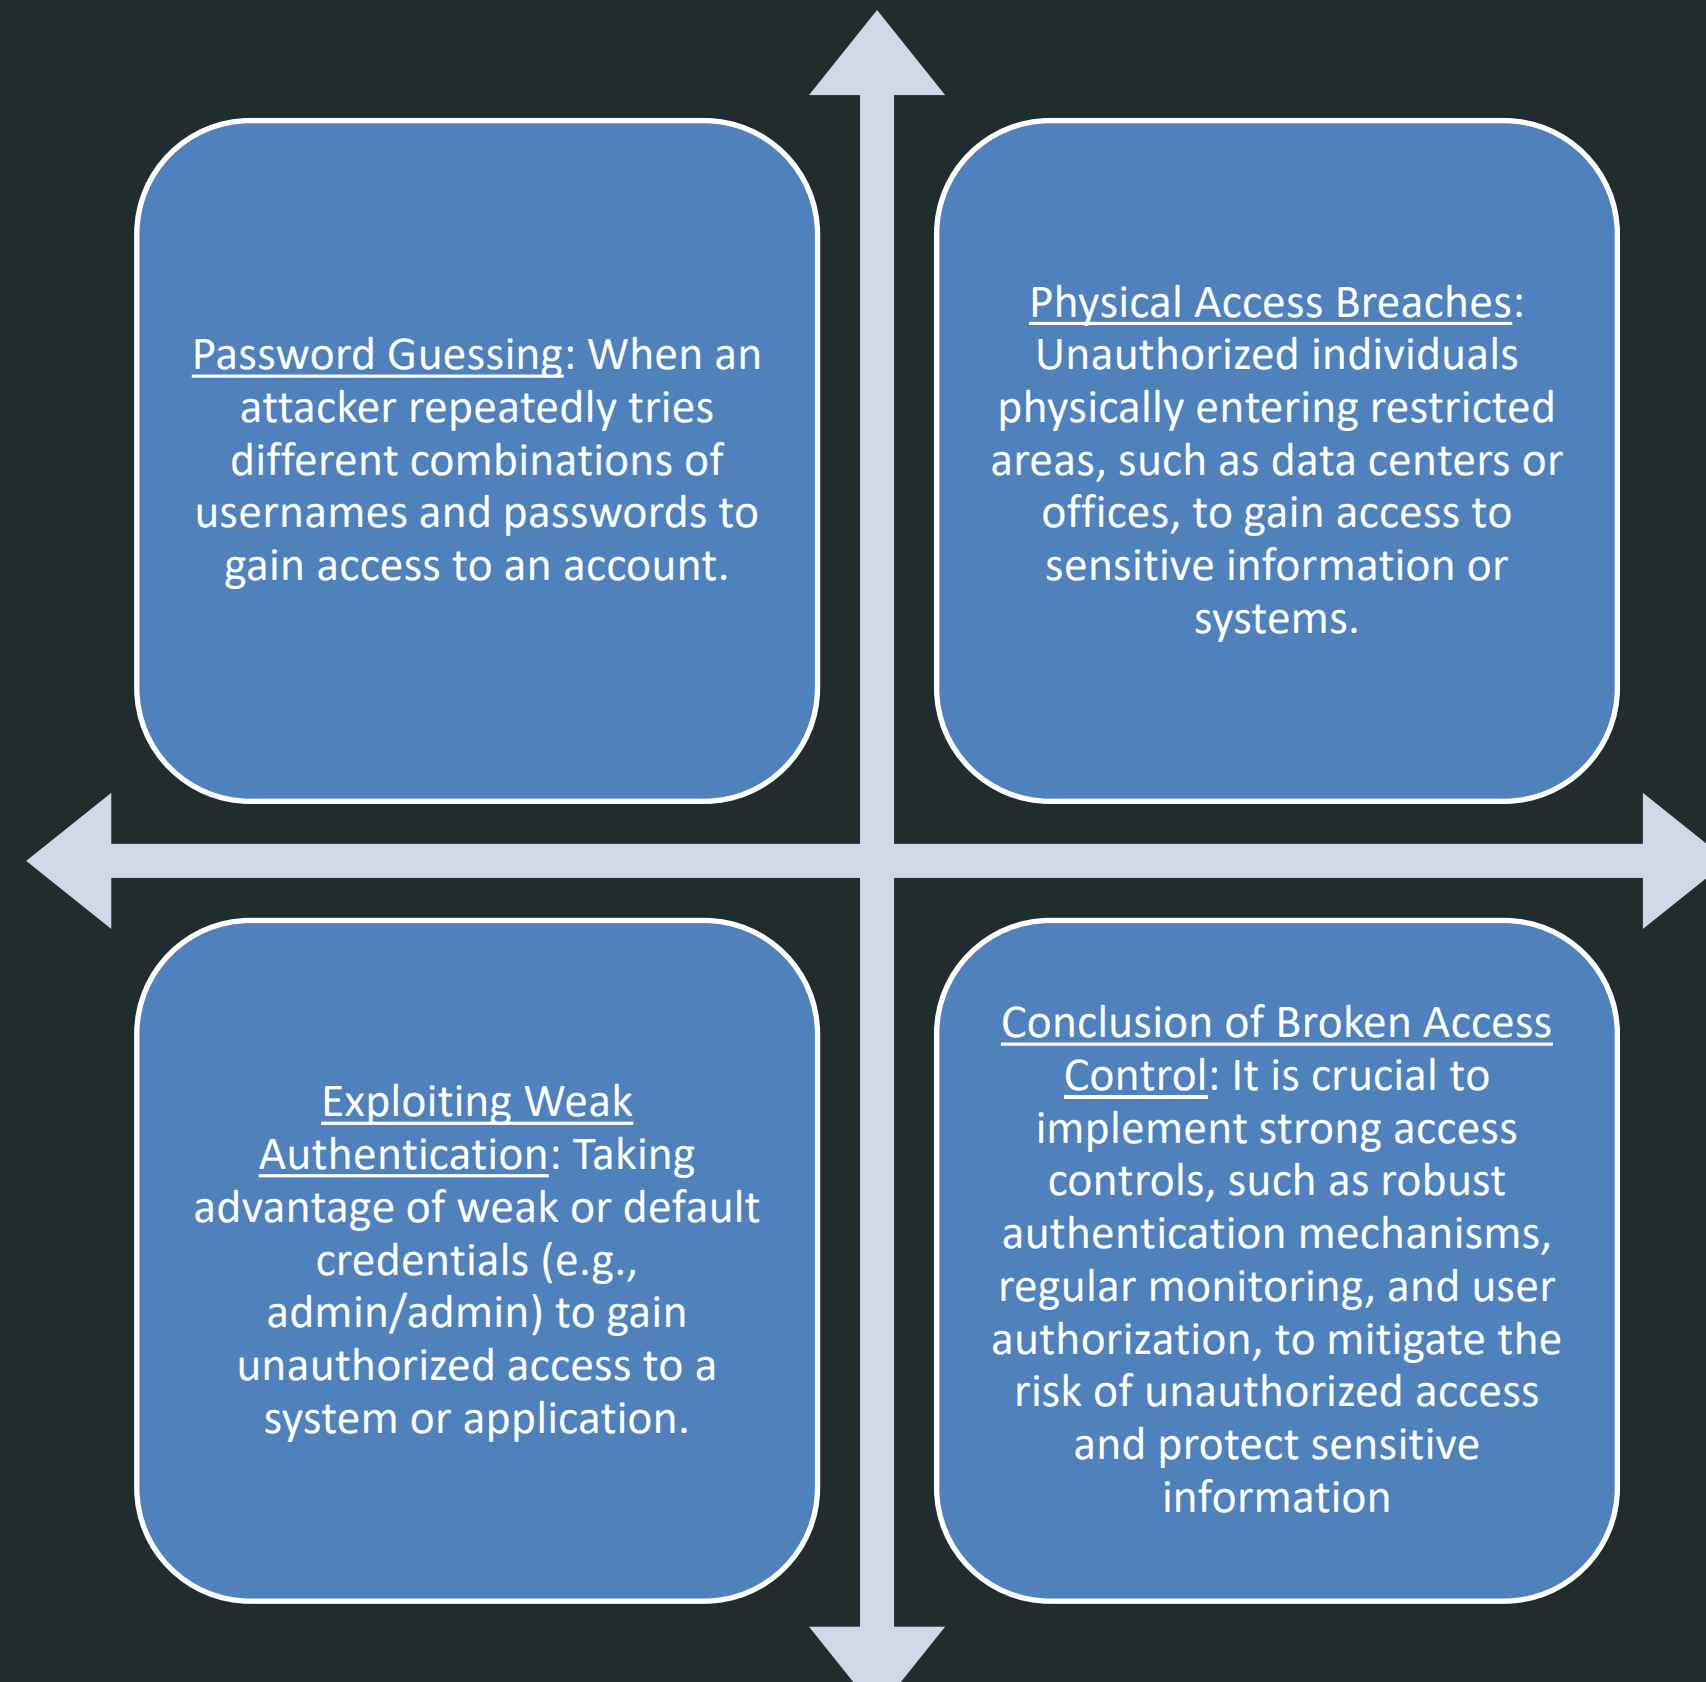 Password Guessing: When an
attacker repeatedly tries
different combinations of
usernames and passwords to
gain access to an account.
Physical Access Breaches:
Unauthorized individuals
physically entering restricted
areas, such as data centers or
offices, to gain access to
sensitive information or
systems.
Exploiting Weak
Authentication: Taking
advantage of weak or default
credentials (e.g.,
admin/admin) to gain
unauthorized access to a
system or application.
Conclusion of Broken Access
Control: It is crucial to
implement strong access
controls, such as robust
authentication mechanisms,
regular monitoring, and user
authorization, to mitigate the
risk of unauthorized access
and protect sensitive
information